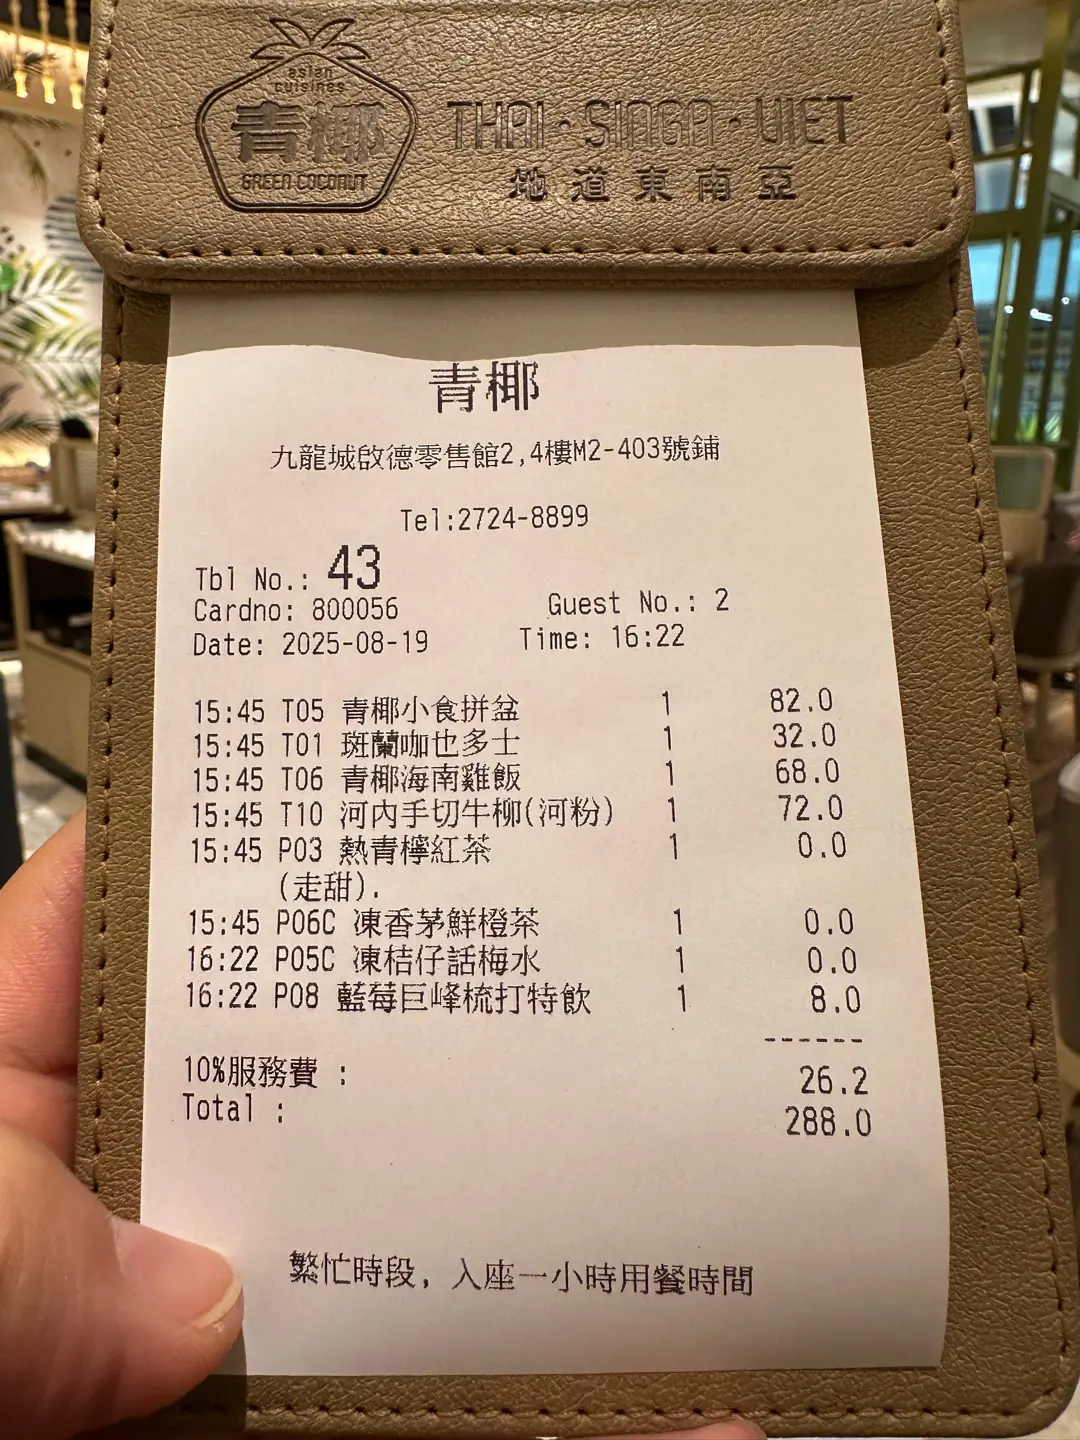 asian
cuisines
青椰
GREEN COCONUT
THAI · SINGA · VIET
地道東南亞
青椰
九龍城啟德零售館2,4樓M2-403號鋪
Tel:2724-8899
Tbl No.: 43
Cardno: 800056 Guest No.: 2
Date: 2025-08-19 Time: 16:22
15:45 T05 青椰小食拼盆 1 82.0
15:45 T01 斑蘭咖也多士 1 32.0
15:45 T06 青椰海南雞飯 1 68.0
15:45 T10 河內手切牛柳(河粉) 1 72.0
15:45 P03 熱青檸紅茶 1 0.0
(走甜).
15:45 P06C 凍香茅鮮橙茶 1 0.0
16:22 P05C 凍桔仔話梅水 1 0.0
16:22 P08 藍莓巨峰梳打特飲 1 8.0
------
10%服務費 : 26.2
Total : 288.0
繁忙時段, 入座一小時用餐時間